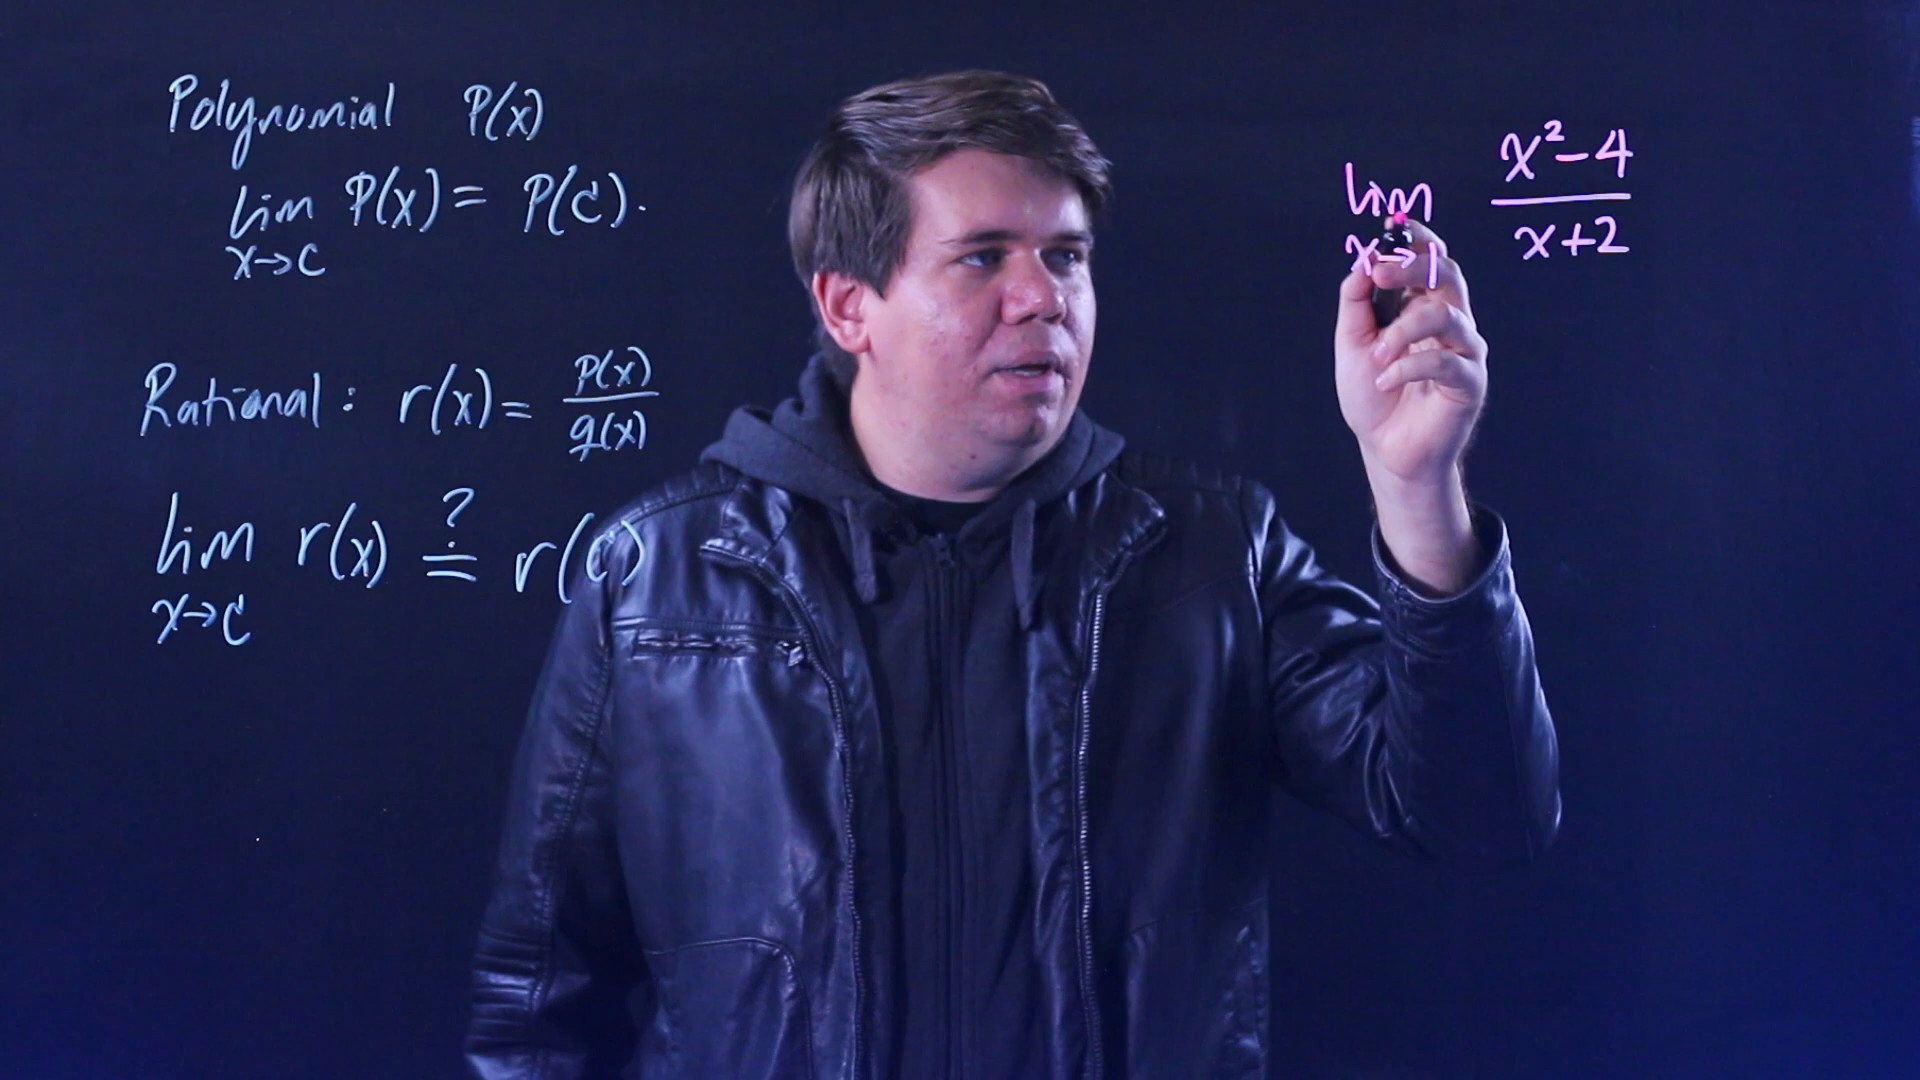 Polynomial P(x)
lim P(x) = P(c).
x→c
Rational: r(x) = p(x)
q(x)
lim r(x) ≟ r(c)
x→c
lim x²-4
x→1 x+2